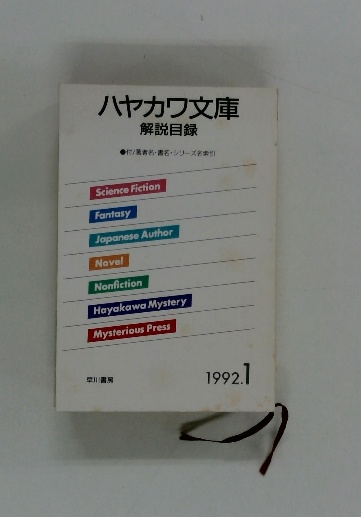 ハヤカワ文庫
解説目録
●付/著者名・書名・シリーズ名索引
Science Fiction
Fantasy
Japanese Author
Novel
Nonfiction
Hayakawa Mystery
Mysterious Press
早川書房
1992.1